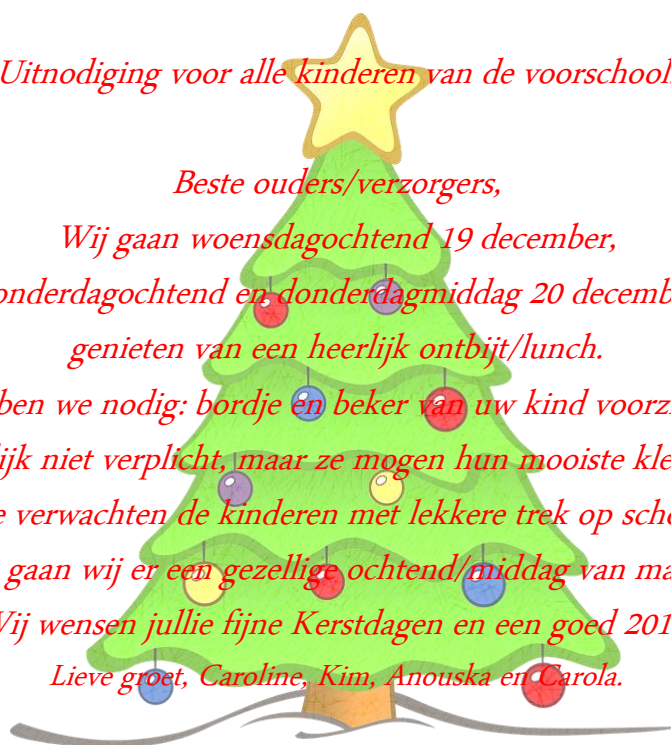 Uitnodiging voor alle kinderen van de voorschool.
Beste ouders/verzorgers,
Wij gaan woensdagochtend 19 december,
onderdagochtend en donderdagmiddag 20 decemb
genieten van een heerlijk ontbijt/lunch.
ben we nodig: bordje en beker van uw kind voorz
ijk niet verplicht, maar ze mogen hun mooiste kle
e verwachten de kinderen met lekkere trek op sch
gaan wij er een gezellige ochtend/middag van ma
Wij wensen jullie fijne Kerstdagen en een goed 201
Lieve groet, Caroline, Kim, Anouska en Carola.